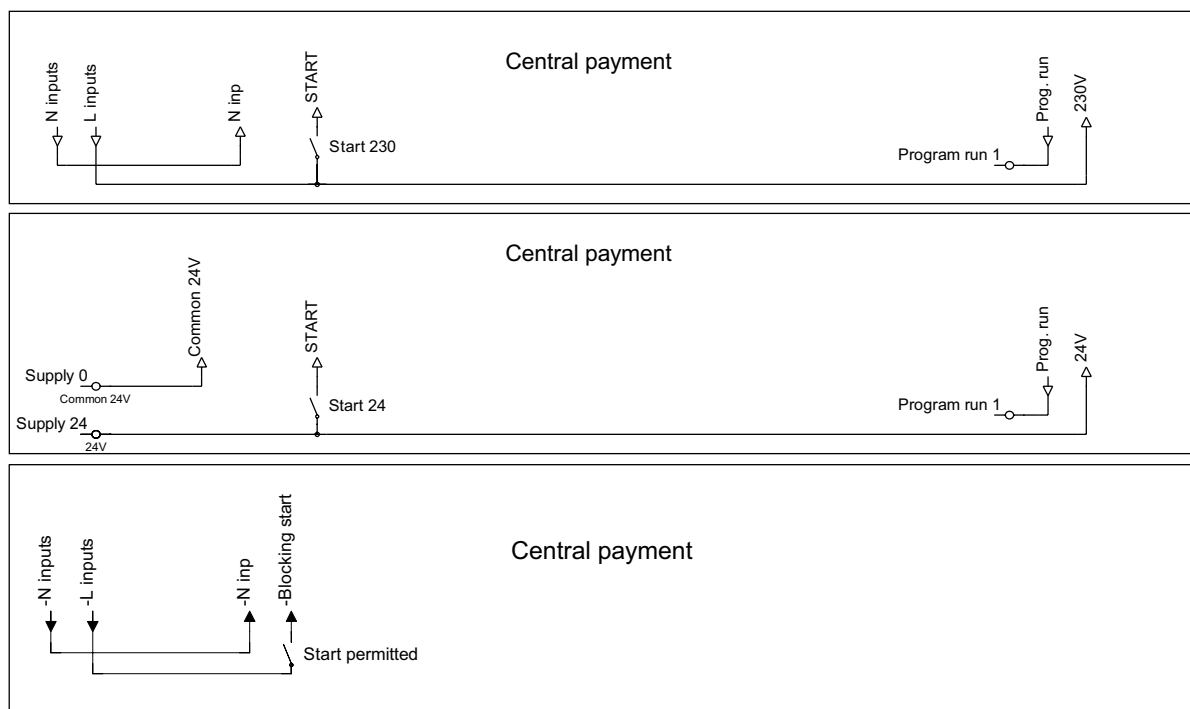 Central payment
N inputs
L inputs
N inp
START
Start 230
Program run 1
Prog. run
230V
Central payment
Supply 0
Common 24V
Common 24V
Supply 24
24V
START
Start 24
Program run 1
Prog. run
24V
Central payment
-N inputs
-L inputs
-N inp
-Blocking start
Start permitted